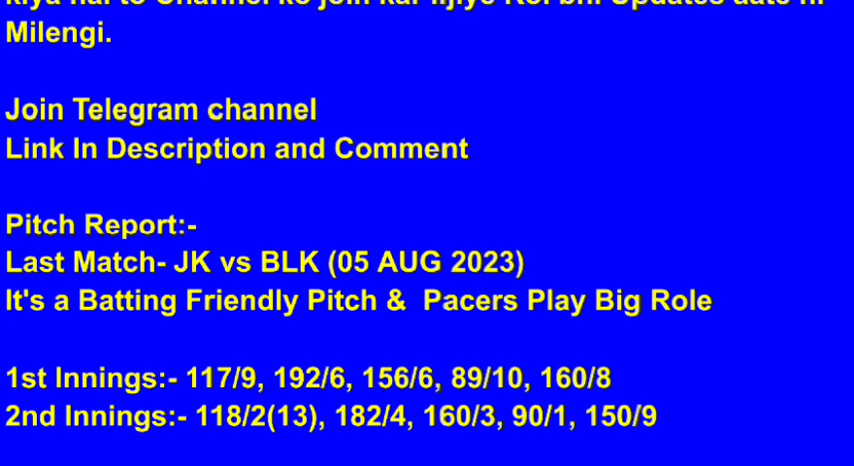 Milengi.
Join Telegram channel
Link In Description and Comment
Pitch Report:-
Last Match- JK vs BLK (05 AUG 2023)
It's a Batting Friendly Pitch &  Pacers Play Big Role
1st Innings:- 117/9, 192/6, 156/6, 89/10, 160/8
2nd Innings:- 118/2(13), 182/4, 160/3, 90/1, 150/9